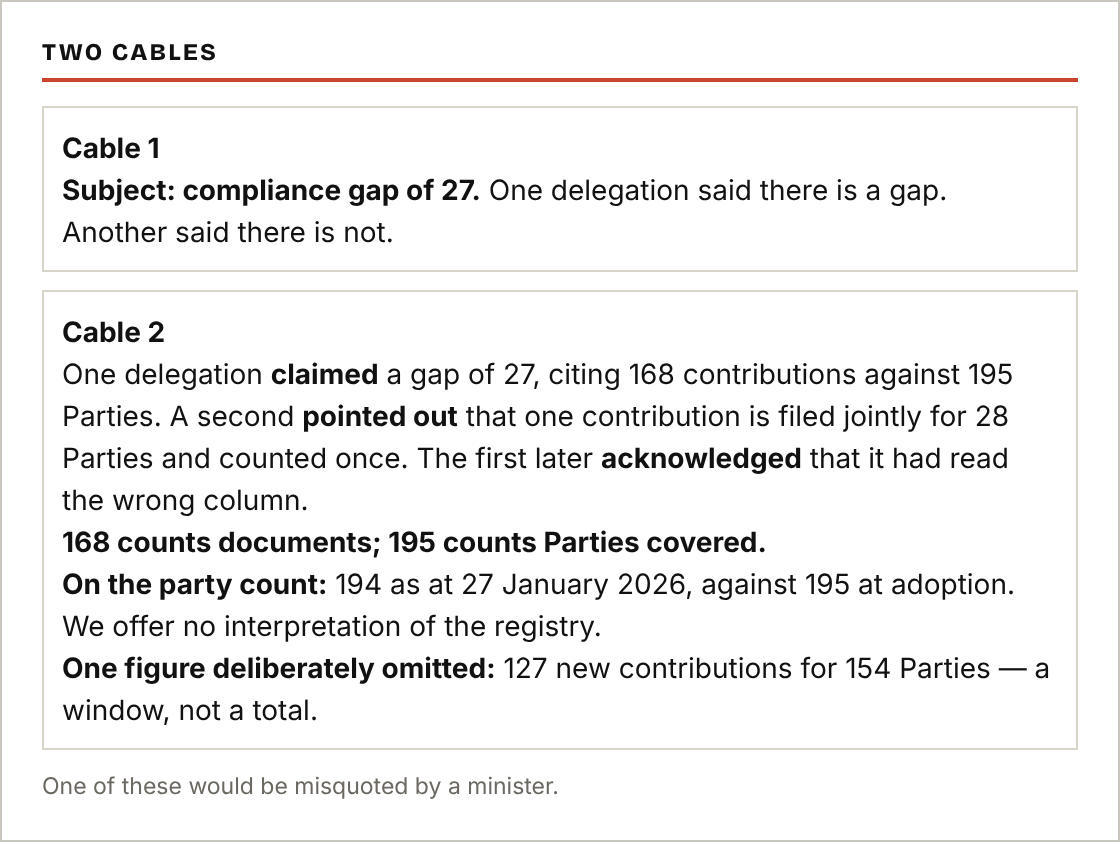 TWO CABLES
Cable 1
Subject: compliance gap of 27. One delegation said there is a gap.
Another said there is not.
Cable 2
One delegation claimed a gap of 27, citing 168 contributions against 195
Parties. A second pointed out that one contribution is filed jointly for 28
Parties and counted once. The first later acknowledged that it had read
the wrong column.
168 counts documents; 195 counts Parties covered.
On the party count: 194 as at 27 January 2026, against 195 at adoption.
We offer no interpretation of the registry.
One figure deliberately omitted: 127 new contributions for 154 Parties — a
window, not a total.
One of these would be misquoted by a minister.